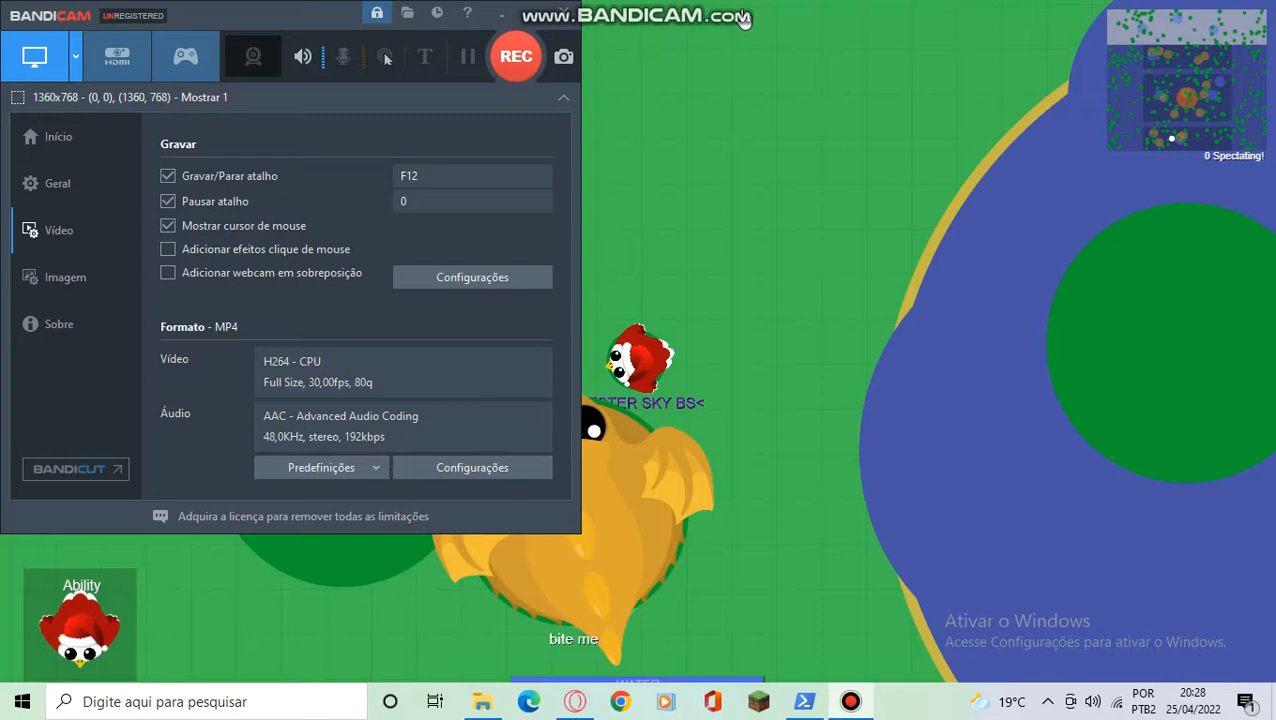 BANDICAM UNREGISTERED
www.BANDICAM.com
REC
1360x768 - (0, 0), (1360, 768) - Mostrar 1
Início
Geral
Vídeo
Imagem
Sobre
BANDICUT
Gravar
Gravar/Parar atalho
F12
Pausar atalho
0
Mostrar cursor de mouse
Adicionar efeitos clique de mouse
Adicionar webcam em sobreposição
Configurações
Formato - MP4
Vídeo
H264 - CPU
Full Size, 30,00fps, 80q
Áudio
AAC - Advanced Audio Coding
48,0KHz, stereo, 192kbps
Predefinições
Configurações
Adquira a licença para remover todas as limitações
0 Spectating!
SKY BS<
bite me
Ability
WATER
Ativar o Windows
Acesse Configurações para ativar o Windows.
Digite aqui para pesquisar
19°C
POR
PTB2
20:28
25/04/2022
1